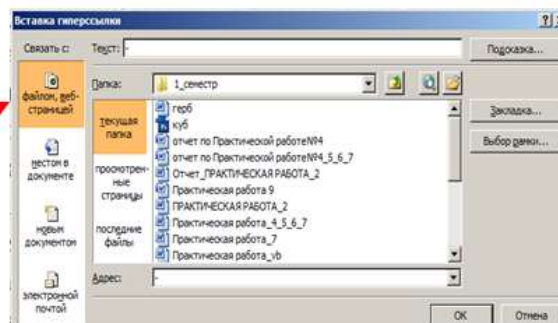 Вставка гиперссылки
Связать с:
Текст: -
Подсказка...
файлом, веб-
страницей
Папка:
1_семестр
текущая
папка
герб
куб
отчет по Практической работе№4
отчет по Практической работе№4_5_6_7
Отчет_ПРАКТИЧЕСКАЯ РАБОТА_2
Практическая работа 9
ПРАКТИЧЕСКАЯ РАБОТА_2
Практическая работа_4_5_6_7
Практическая работа_7
Практическая работа_vb
Закладка...
Выбор рамки...
местом в
документе
просмотрен-
ные
страницы
новым
документом
последние
файлы
электронной
почтой
Адрес: -
ОК
Отмена